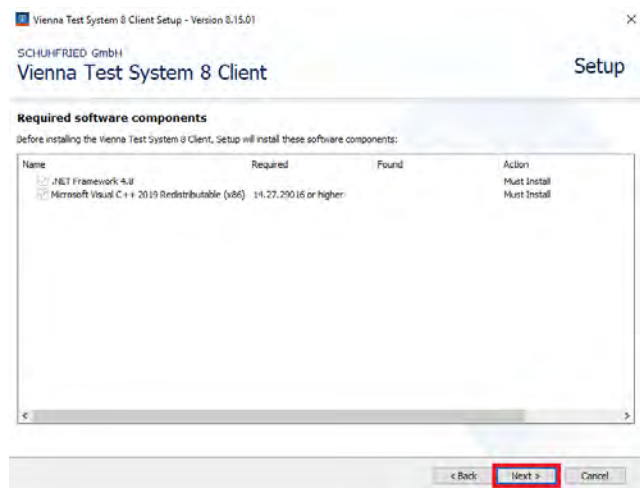 Vienna Test System 8 Client Setup - Version 8.15.01
SCHUHFRIED GmbH
Vienna Test System 8 Client
Setup
Required software components
Before installing the Vienna Test System 8 Client, Setup will install these software components:
Name Required Found Action
.NET Framework 4.8 Must Install
Microsoft Visual C++ 2019 Redistributable (x86) 14.27.29016 or higher Must Install
< Back Next > Cancel